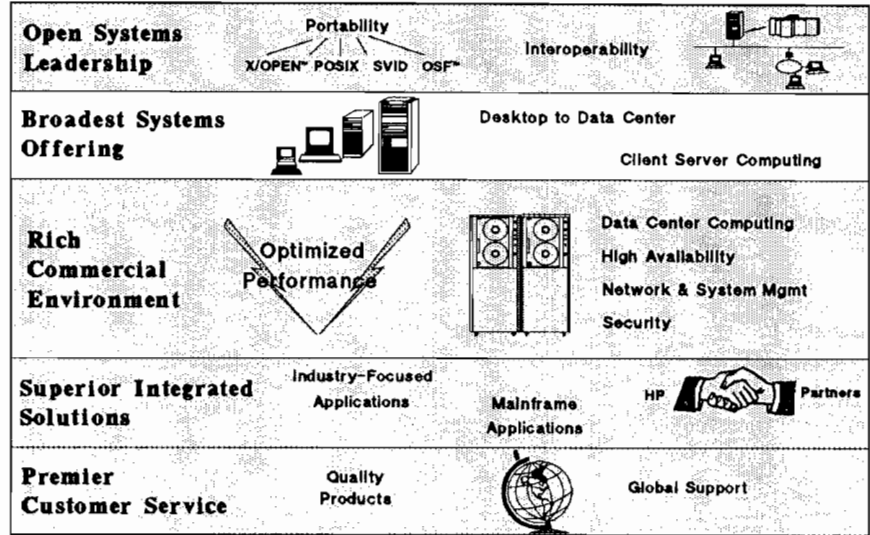 Open Systems
Leadership
Portability
X/OPEN™ POSIX SVID OSF™
Interoperability
Broadest Systems
Offering
Desktop to Data Center
Client Server Computing
Rich
Commercial
Environment
Optimized
Performance
Data Center Computing
High Availability
Network & System Mgmt
Security
Superior Integrated
Solutions
Industry-Focused
Applications
Mainframe
Applications
HP
Partners
Premier
Customer Service
Quality
Products
Global Support